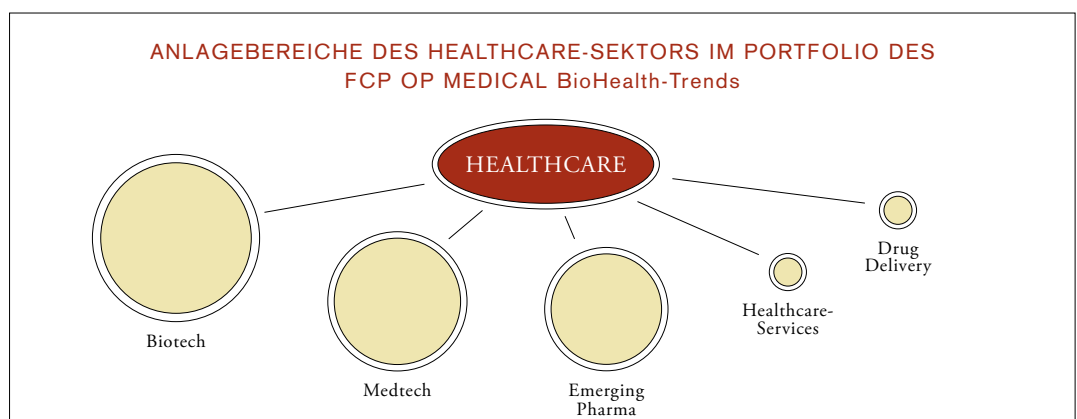 ANLAGEBEREICHE DES HEALTHCARE-SEKTORS IM PORTFOLIO DES
FCP OP MEDICAL BioHealth-Trends
HEALTHCARE
Biotech
Medtech
Emerging
Pharma
Healthcare-
Services
Drug
Delivery